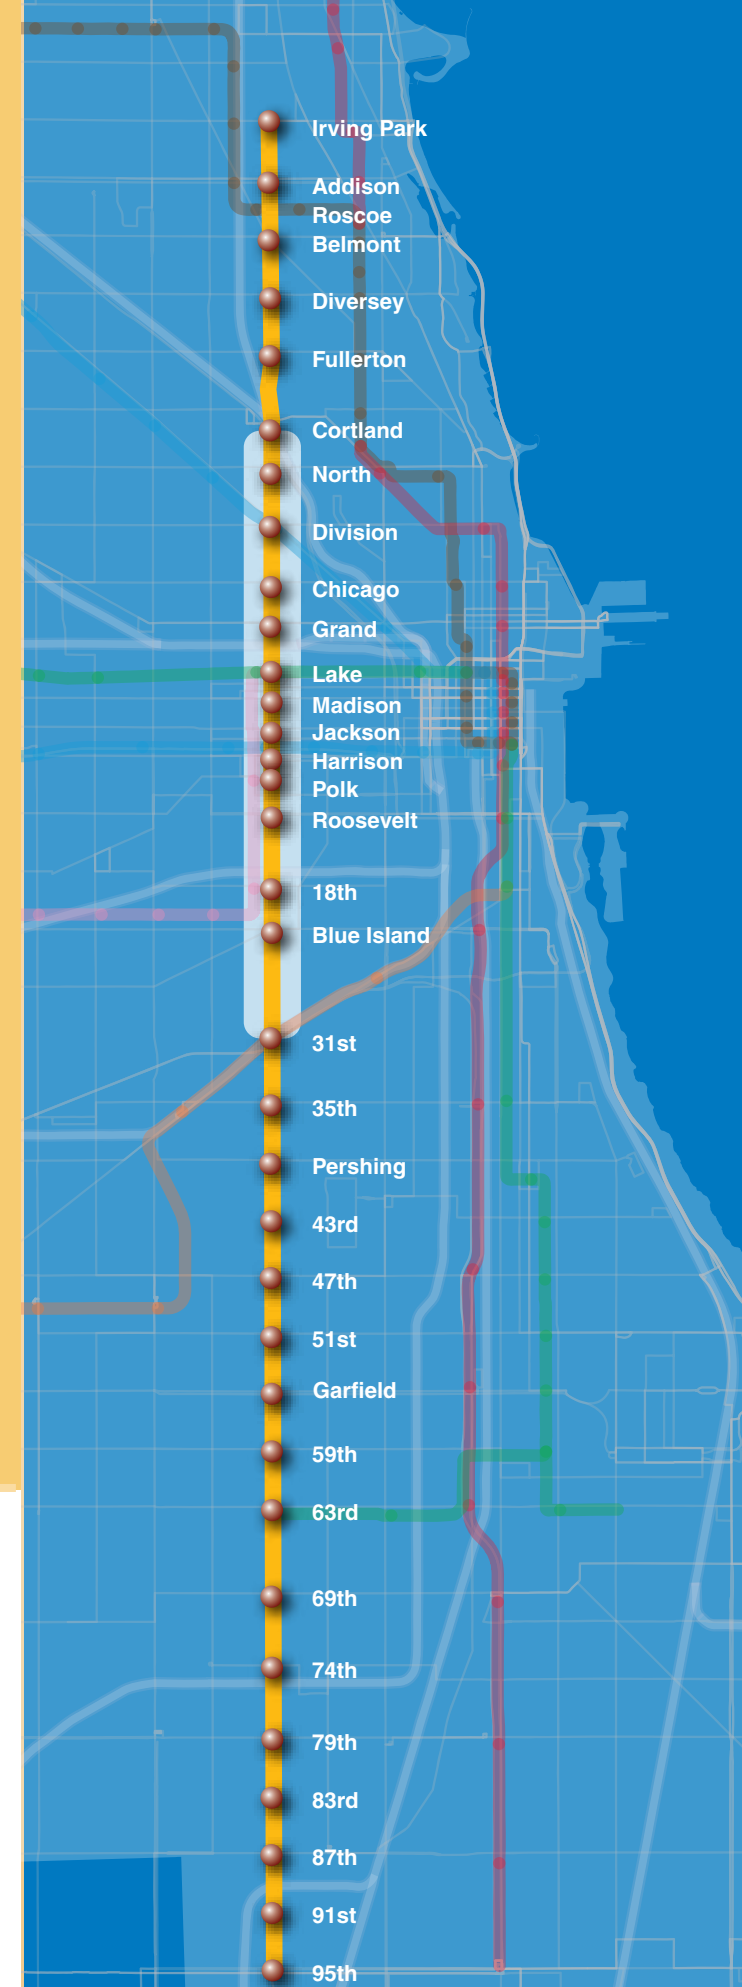 Irving Park
Addison
Roscoe
Belmont
Diversey
Fullerton
Cortland
North
Division
Chicago
Grand
Lake
Madison
Jackson
Harrison
Polk
Roosevelt
18th
Blue Island
31st
35th
Pershing
43rd
47th
51st
Garfield
59th
63rd
69th
74th
79th
83rd
87th
91st
95th